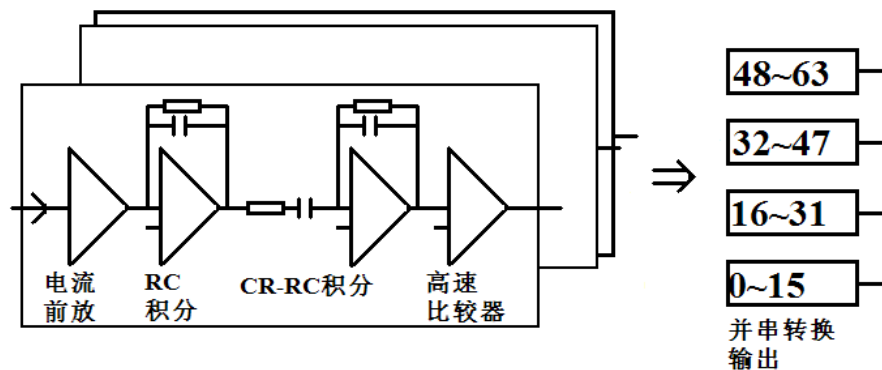 电流
前放
RC
积分
CR-RC积分
高速
比较器
48~63
32~47
16~31
0~15
并串转换
输出